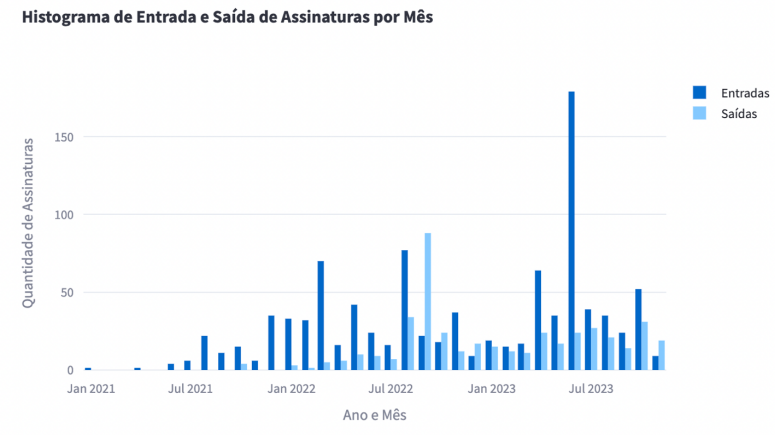 Histograma de Entrada e Saída de Assinaturas por Mês
Entradas
Saídas
Quantidade de Assinaturas
150
100
50
0
Jan 2021
Jul 2021
Jan 2022
Jul 2022
Jan 2023
Jul 2023
Ano e Mês